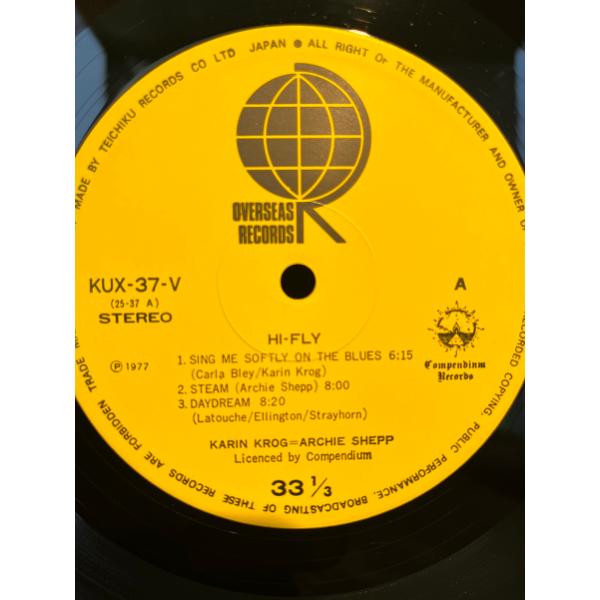 MADE BY TEICHIKU RECORDS CO LTD JAPAN ● ALL RIGHT OF THE MANUFACTURER AND OWNER OF
RECORDED COPYING, PUBLIC PERFORMANCE, BROADCASTING OF THESE RECORDS ARE FORBIDDEN TRADE
OVERSEAS
RECORDS
KUX-37-V
(25-37 A)
STEREO
A
℗ 1977
Compendium
Records
HI-FLY
1. SING ME SOFTLY ON THE BLUES 6:15
(Carla Bley/Karin Krog)
2. STEAM (Archie Shepp) 8:00
3. DAYDREAM 8:20
(Latouche/Ellington/Strayhorn)
KARIN KROG=ARCHIE SHEPP
Licenced by Compendium
33 1/3